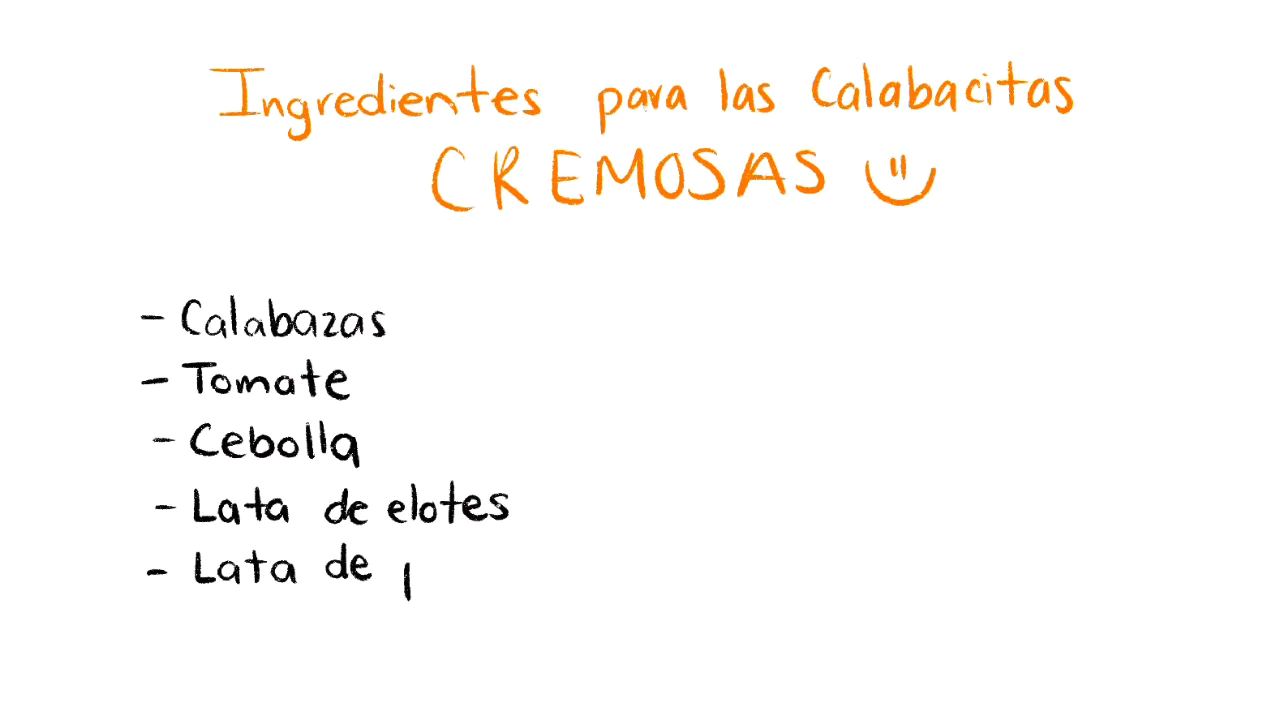 Ingredientes para las Calabacitas
CREMOSAS
- Calabazas
- Tomate
- Cebolla
- Lata de elotes
- Lata de